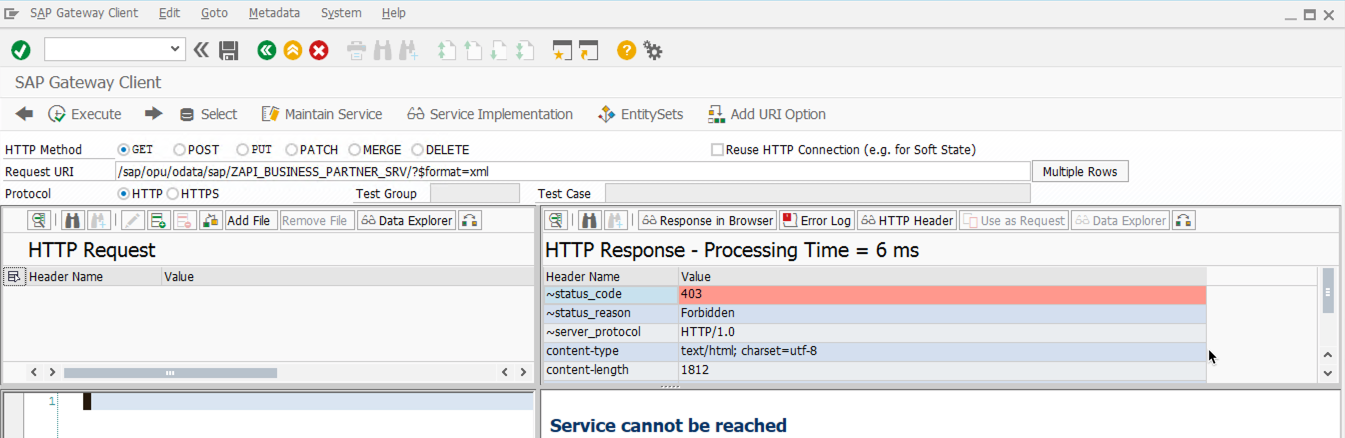 SAP Gateway Client Edit Goto Metadata System Help
SAP Gateway Client
Execute Select Maintain Service Service Implementation EntitySets Add URI Option
HTTP Method GET POST PUT PATCH MERGE DELETE Reuse HTTP Connection (e.g. for Soft State)
Request URI /sap/opu/odata/sap/ZAPI_BUSINESS_PARTNER_SRV/?$format=xml Multiple Rows
Protocol HTTP HTTPS Test Group Test Case
Add File Remove File Data Explorer Response in Browser Error Log HTTP Header Use as Request Data Explorer
HTTP Request
Header Name Value
HTTP Response - Processing Time = 6 ms
Header Name Value
~status_code 403
~status_reason Forbidden
~server_protocol HTTP/1.0
content-type text/html; charset=utf-8
content-length 1812
1
Service cannot be reached